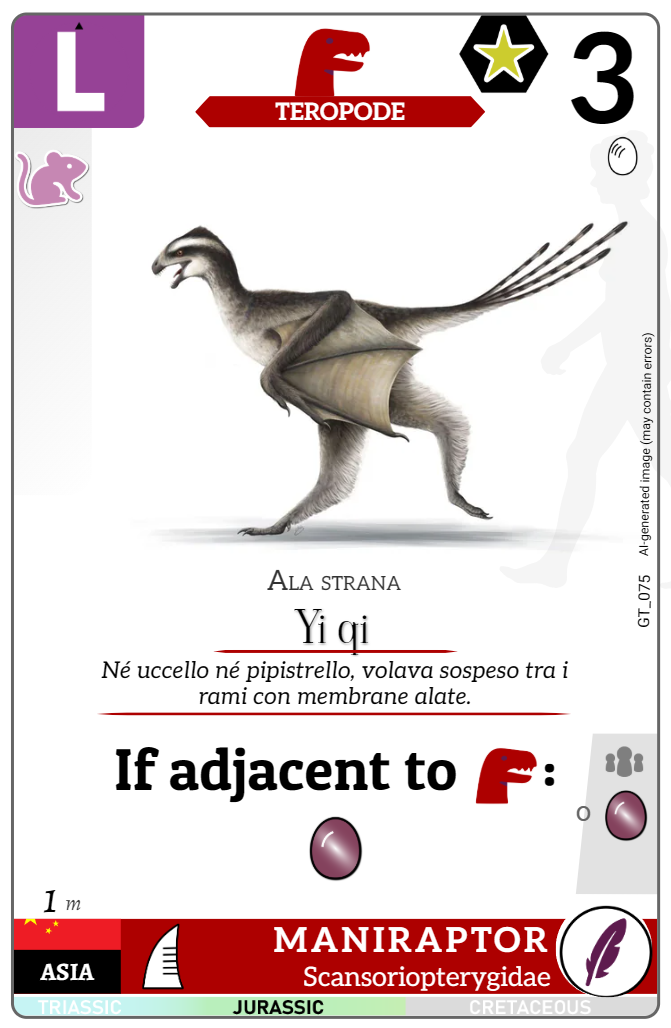 L
TEROPODE
3
AI-generated image (may contain errors)
GT_075
ALA STRANA
Yi qi
Né uccello né pipistrello, volava sospeso tra i
rami con membrane alate.
If adjacent to :
o
1 m
ASIA
MANIRAPTOR
Scansoriopterygidae
TRIASSIC JURASSIC CRETACEOUS